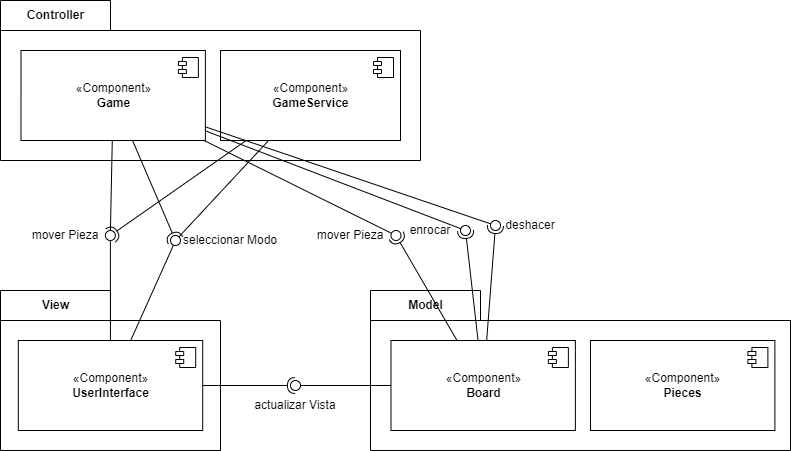 Controller
«Component»
Game
«Component»
GameService
mover Pieza
seleccionar Modo
mover Pieza
enrocar
deshacer
View
Model
«Component»
UserInterface
actualizar Vista
«Component»
Board
«Component»
Pieces